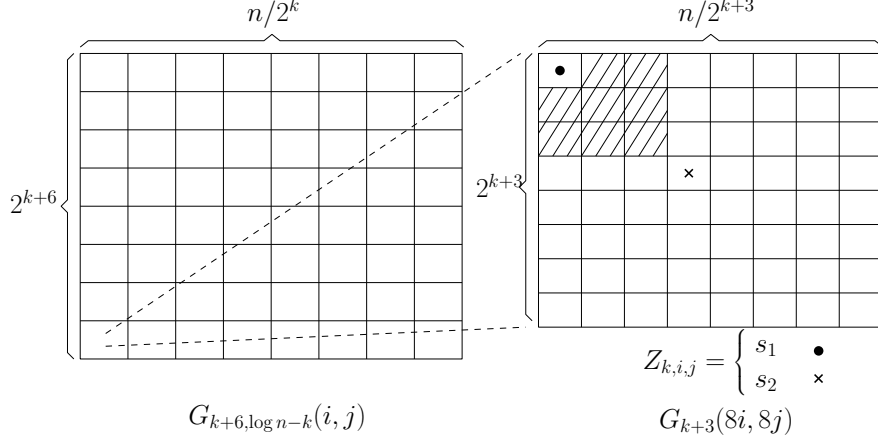 n/2^k
n/2^{k+3}
2^{k+6}
2^{k+3}
Z_{k,i,j} = { s_1 ●
s_2 ×
G_{k+6,log n−k}(i, j)
G_{k+3}(8i, 8j)